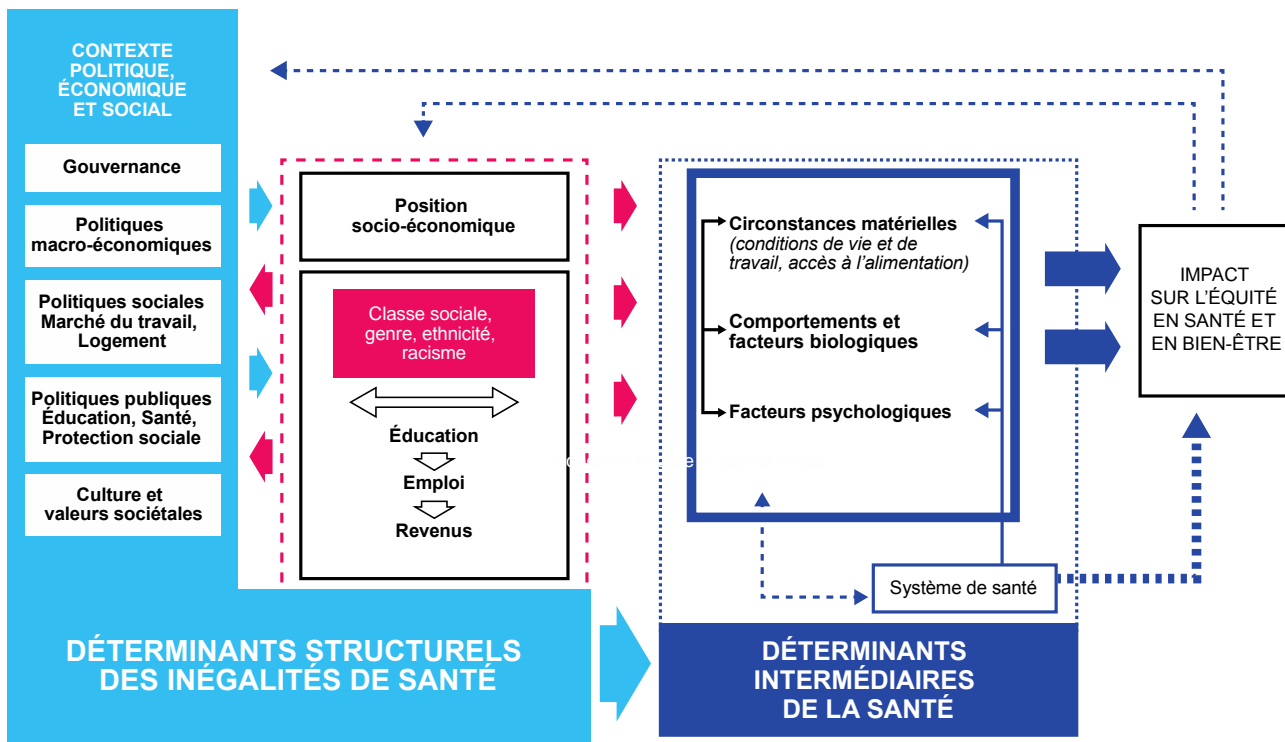 CONTEXTE
POLITIQUE,
ÉCONOMIQUE
ET SOCIAL
Gouvernance
Politiques
macro-économiques
Politiques sociales
Marché du travail,
Logement
Politiques publiques
Éducation, Santé,
Protection sociale
Culture et
valeurs sociétales
Position
socio-économique
Classe sociale,
genre, ethnicité,
racisme
Éducation
Emploi
Revenus
Circonstances matérielles
(conditions de vie et de
travail, accès à l’alimentation)
Comportements et
facteurs biologiques
Facteurs psychologiques
Système de santé
IMPACT
SUR L’ÉQUITÉ
EN SANTÉ ET
EN BIEN-ÊTRE
DÉTERMINANTS STRUCTURELS
DES INÉGALITÉS DE SANTÉ
DÉTERMINANTS
INTERMÉDIAIRES
DE LA SANTÉ